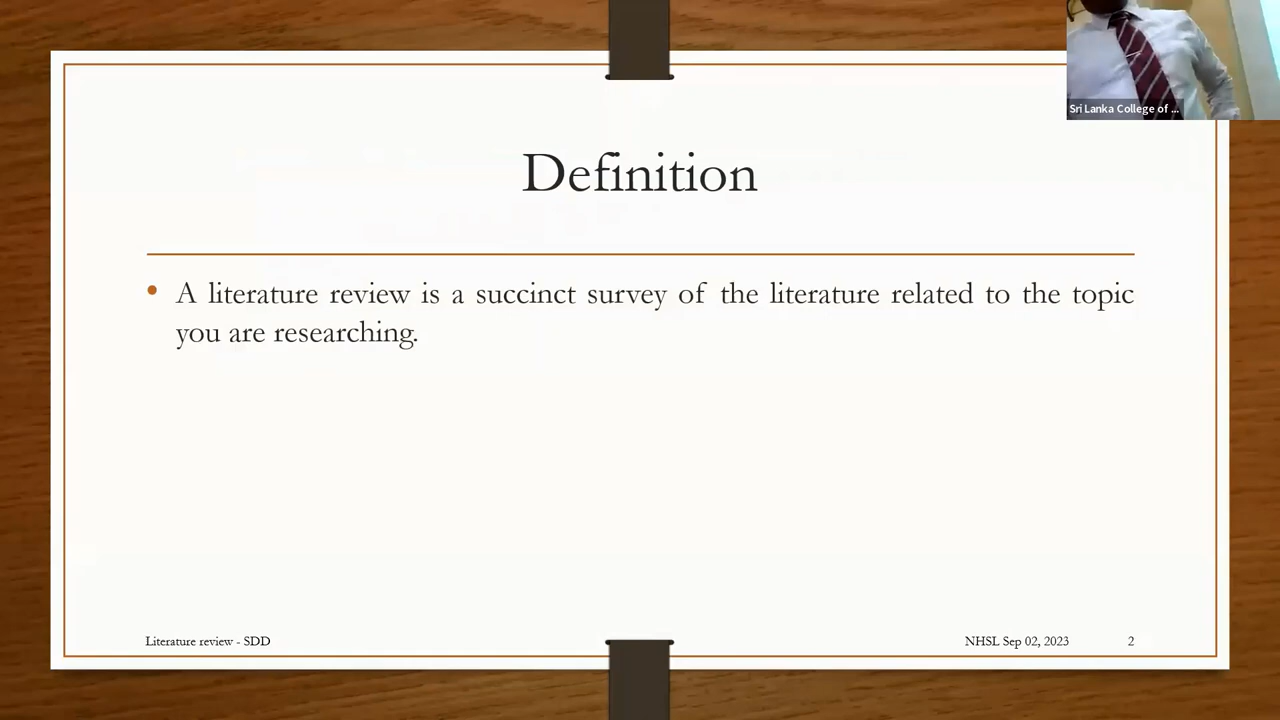 Sri Lanka College of ...
Definition
• A literature review is a succinct survey of the literature related to the topic
you are researching.
Literature review - SDD
NHSL Sep 02, 2023
2